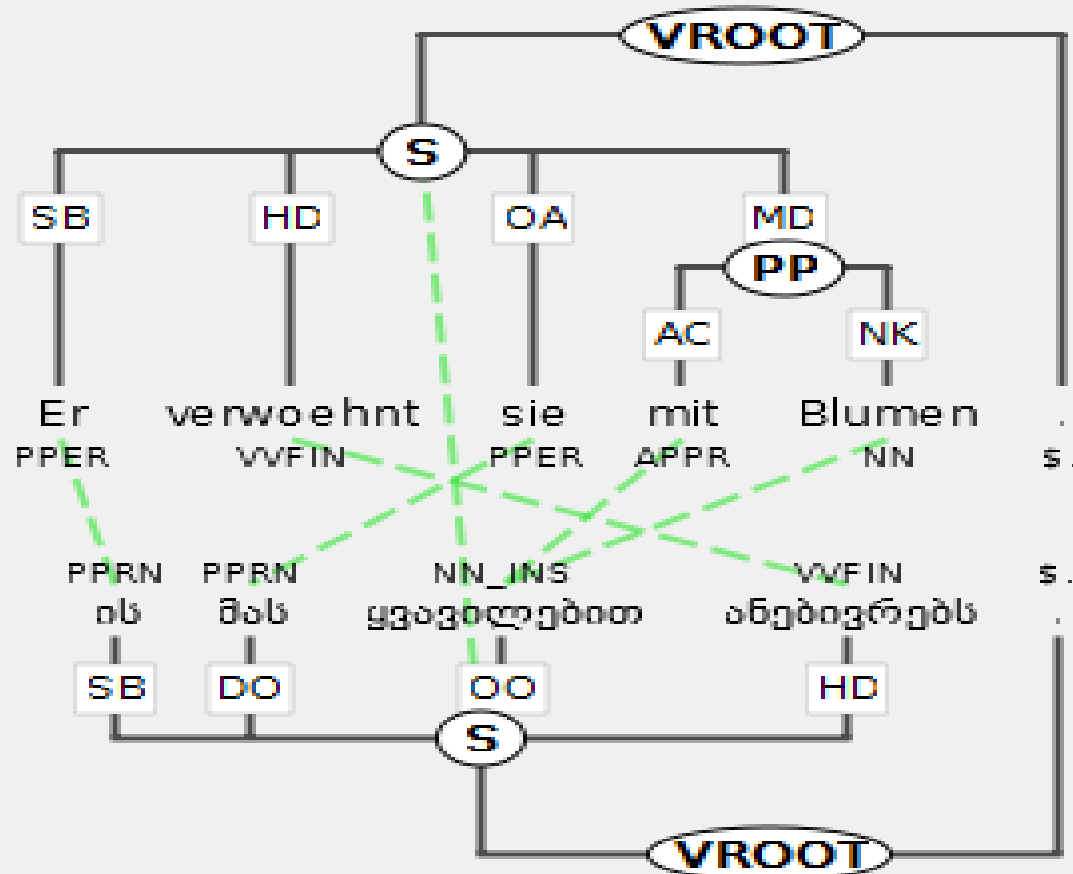 VROOT
S
SB HD OA MD
PP
AC NK
Er verwoehnt sie mit Blumen .
PPER VVFIN PPER APPR NN $.
PPRN PPRN NN_INS VVFIN $.
ის მას ყვავილებით ანებივრებს .
SB DO OO HD
S
VROOT